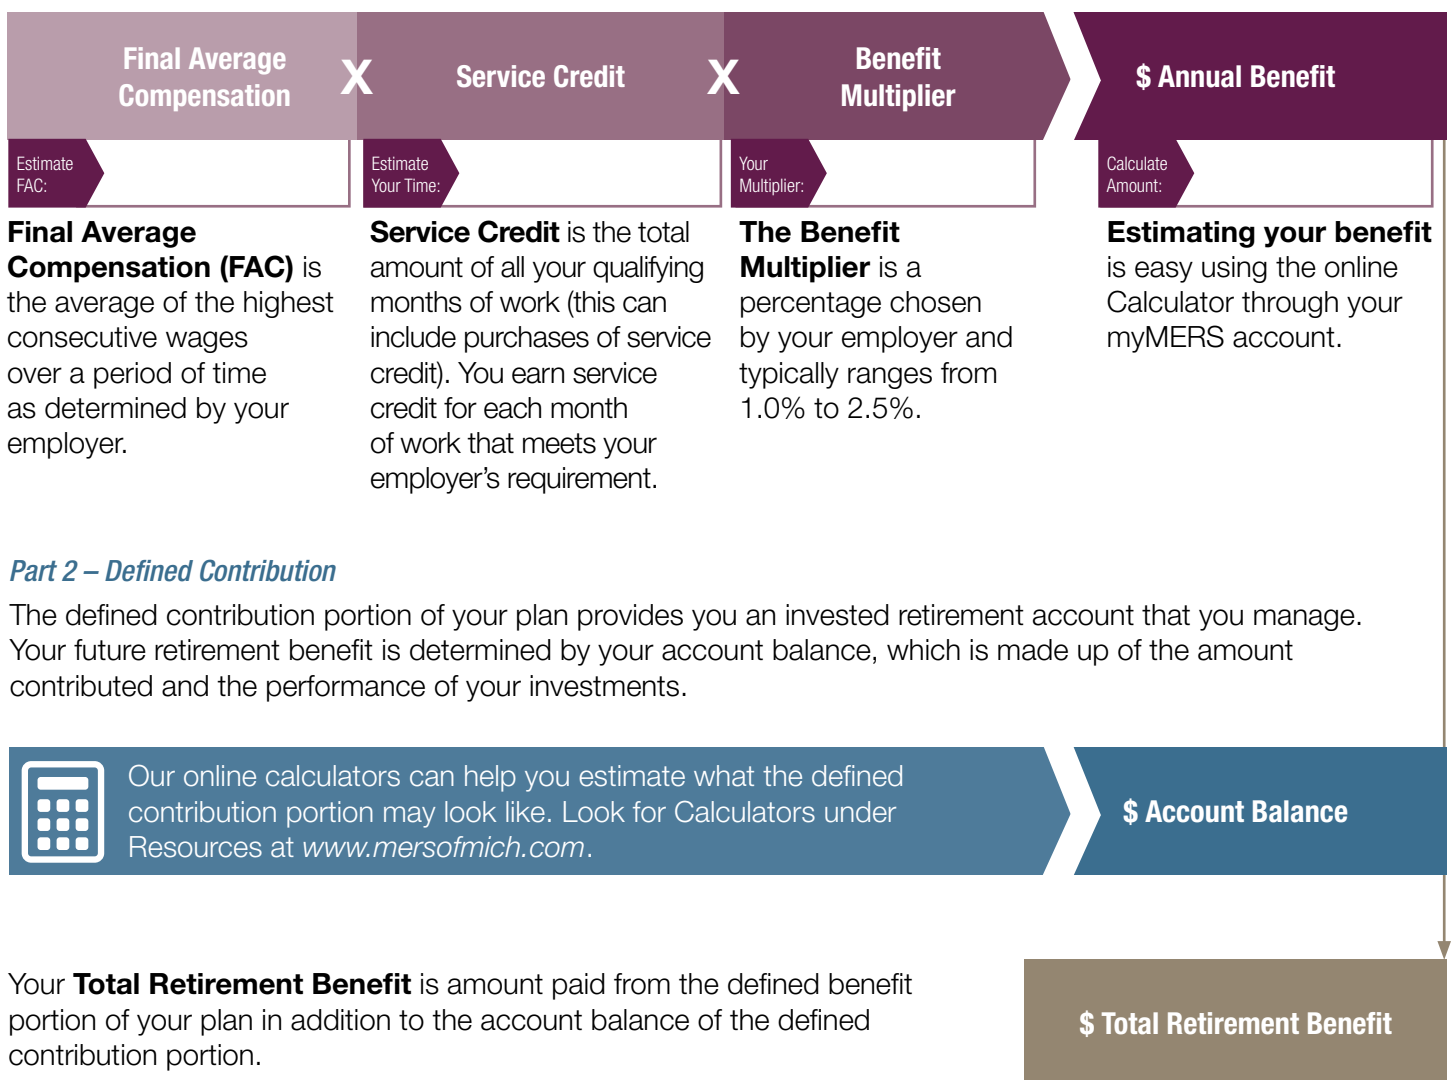 Final Average
Compensation
X
Service Credit
X
Benefit
Multiplier
$ Annual Benefit
Estimate
FAC:
Estimate
Your Time:
Your
Multiplier:
Calculate
Amount:
Final Average
Compensation (FAC) is
the average of the highest
consecutive wages
over a period of time
as determined by your
employer.
Service Credit is the total
amount of all your qualifying
months of work (this can
include purchases of service
credit). You earn service
credit for each month
of work that meets your
employer’s requirement.
The Benefit
Multiplier is a
percentage chosen
by your employer and
typically ranges from
1.0% to 2.5%.
Estimating your benefit
is easy using the online
Calculator through your
myMERS account.
Part 2 – Defined Contribution
The defined contribution portion of your plan provides you an invested retirement account that you manage.
Your future retirement benefit is determined by your account balance, which is made up of the amount
contributed and the performance of your investments.
Our online calculators can help you estimate what the defined
contribution portion may look like. Look for Calculators under
Resources at www.mersofmich.com.
$ Account Balance
Your Total Retirement Benefit is amount paid from the defined benefit
portion of your plan in addition to the account balance of the defined
contribution portion.
$ Total Retirement Benefit